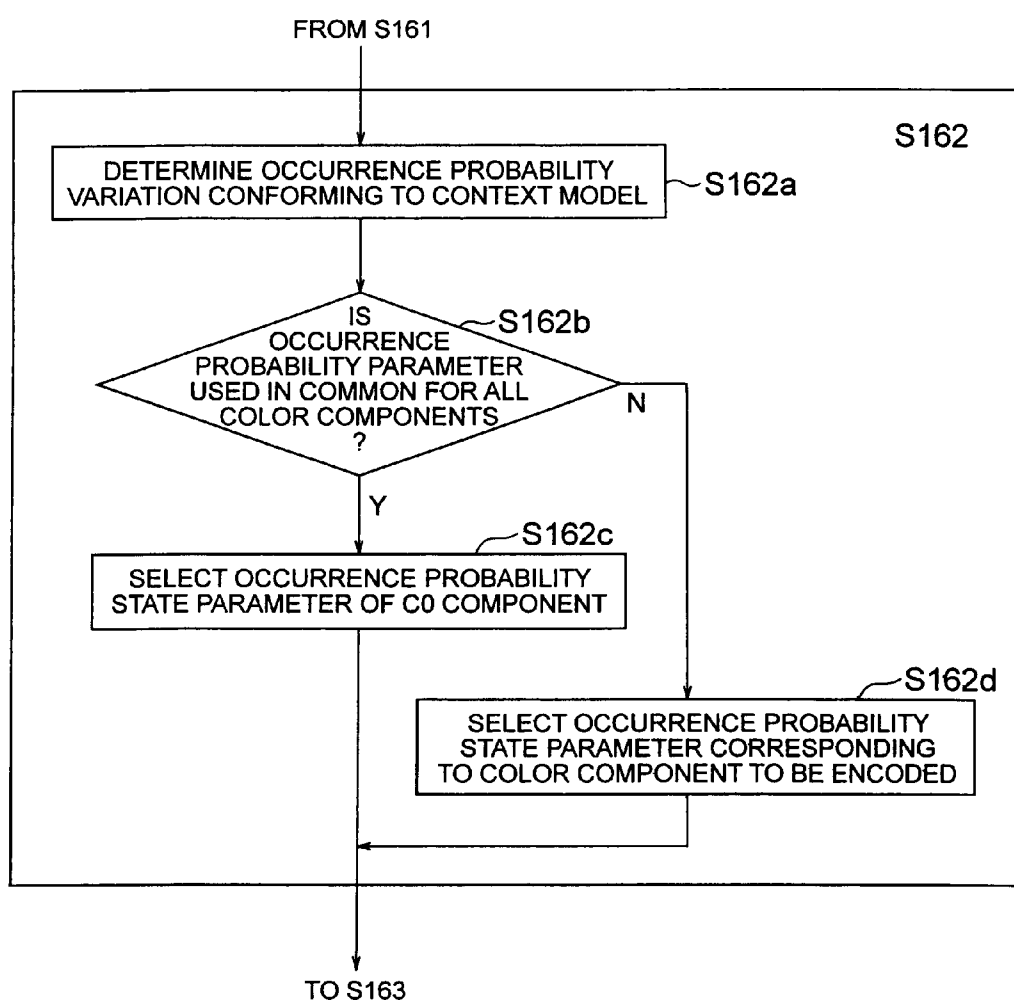 FROM S161
S162
DETERMINE OCCURRENCE PROBABILITY
VARIATION CONFORMING TO CONTEXT MODEL
S162a
IS
OCCURRENCE
PROBABILITY PARAMETER
USED IN COMMON FOR ALL
COLOR COMPONENTS
?
S162b
N
Y
S162c
SELECT OCCURRENCE PROBABILITY
STATE PARAMETER OF C0 COMPONENT
S162d
SELECT OCCURRENCE PROBABILITY
STATE PARAMETER CORRESPONDING
TO COLOR COMPONENT TO BE ENCODED
TO S163